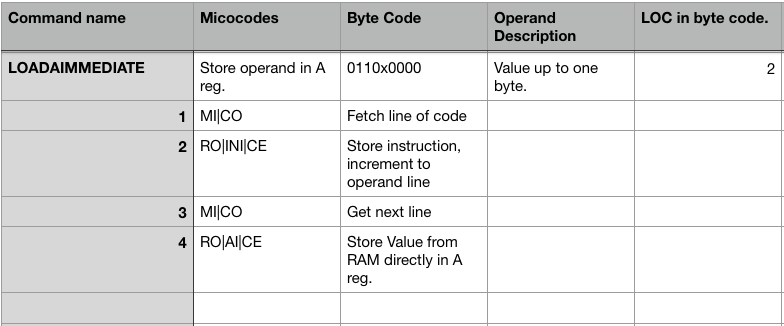 Command name Micocodes Byte Code Operand LOC in byte code.
Description
LOADAIMMEDIATE Store operand in A 0110x0000 Value up to one 2
reg. byte.
1 MI|CO Fetch line of code
2 RO|INI|CE Store instruction,
increment to
operand line
3 MI|CO Get next line
4 RO|AI|CE Store Value from
RAM directly in A
reg.